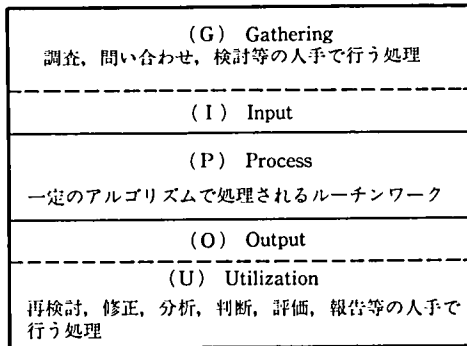 (G) Gathering
調査，問い合わせ，検討等の人手で行う処理
(I) Input
(P) Process
一定のアルゴリズムで処理されるルーチンワーク
(O) Output
(U) Utilization
再検討，修正，分析，判断，評価，報告等の人手で
行う処理